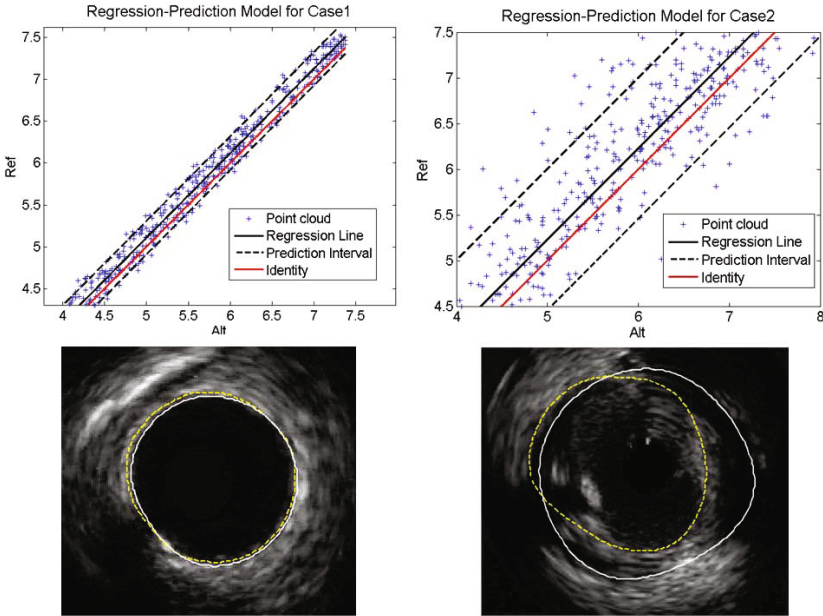 Regression-Prediction Model for Case1
7.5
7
6.5
6
5.5
5
4.5
Ref
4
4.5
5
5.5
6
6.5
7
7.5
Alt
Point cloud
Regression Line
Prediction Interval
Identity
Regression-Prediction Model for Case2
7.5
7
6.5
6
5.5
5
4.5
Ref
4
5
6
7
8
Alt
Point cloud
Regression Line
Prediction Interval
Identity